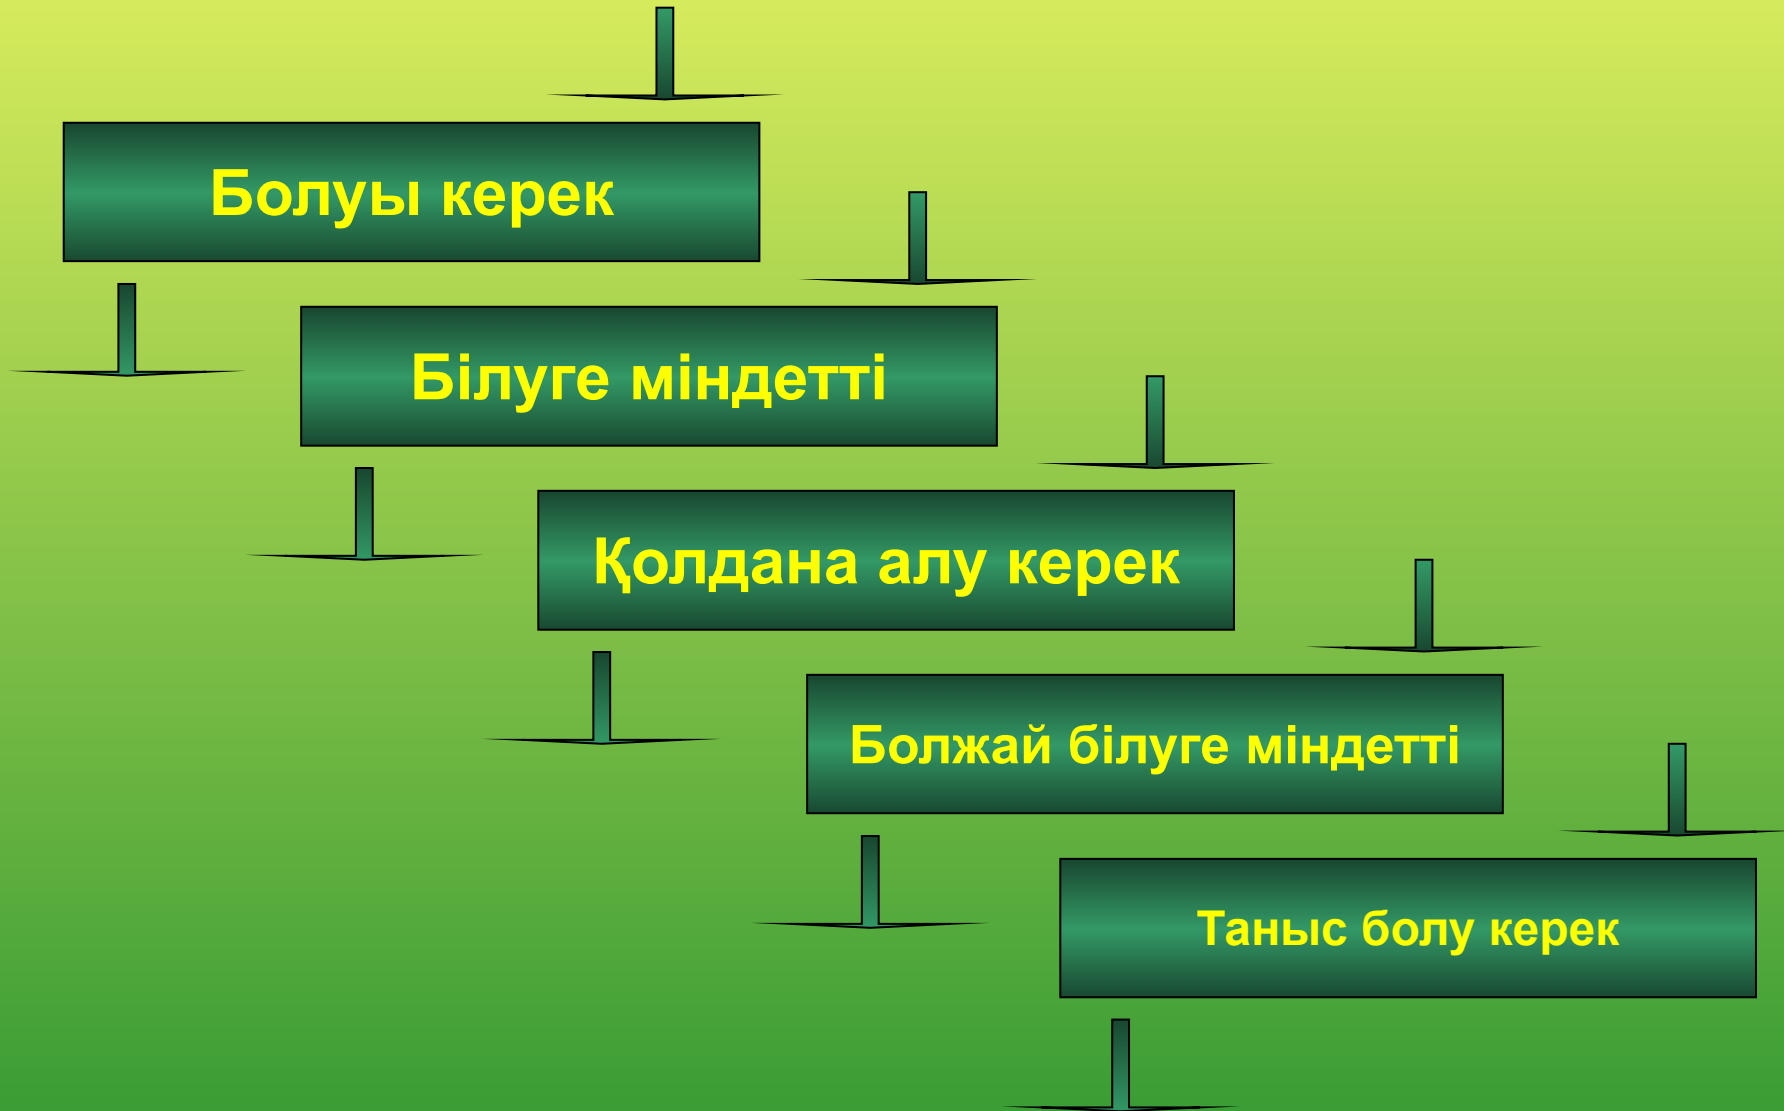 Болуы керек
Білуге міндетті
Қолдана алу керек
Болжай білуге міндетті
Таныс болу керек